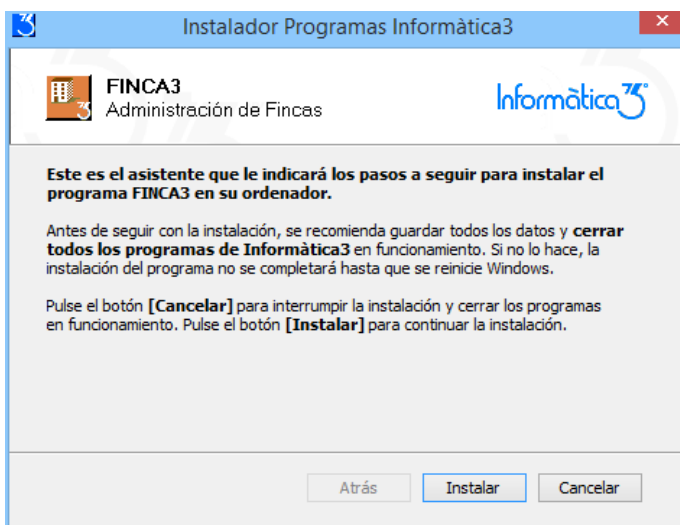 Instalador Programas Informàtica3
FINCA3
Administración de Fincas
Informàtica3
Este es el asistente que le indicará los pasos a seguir para instalar el
programa FINCA3 en su ordenador.
Antes de seguir con la instalación, se recomienda guardar todos los datos y cerrar
todos los programas de Informàtica3 en funcionamiento. Si no lo hace, la
instalación del programa no se completará hasta que se reinicie Windows.
Pulse el botón [Cancelar] para interrumpir la instalación y cerrar los programas
en funcionamiento. Pulse el botón [Instalar] para continuar la instalación.
Atrás
Instalar
Cancelar